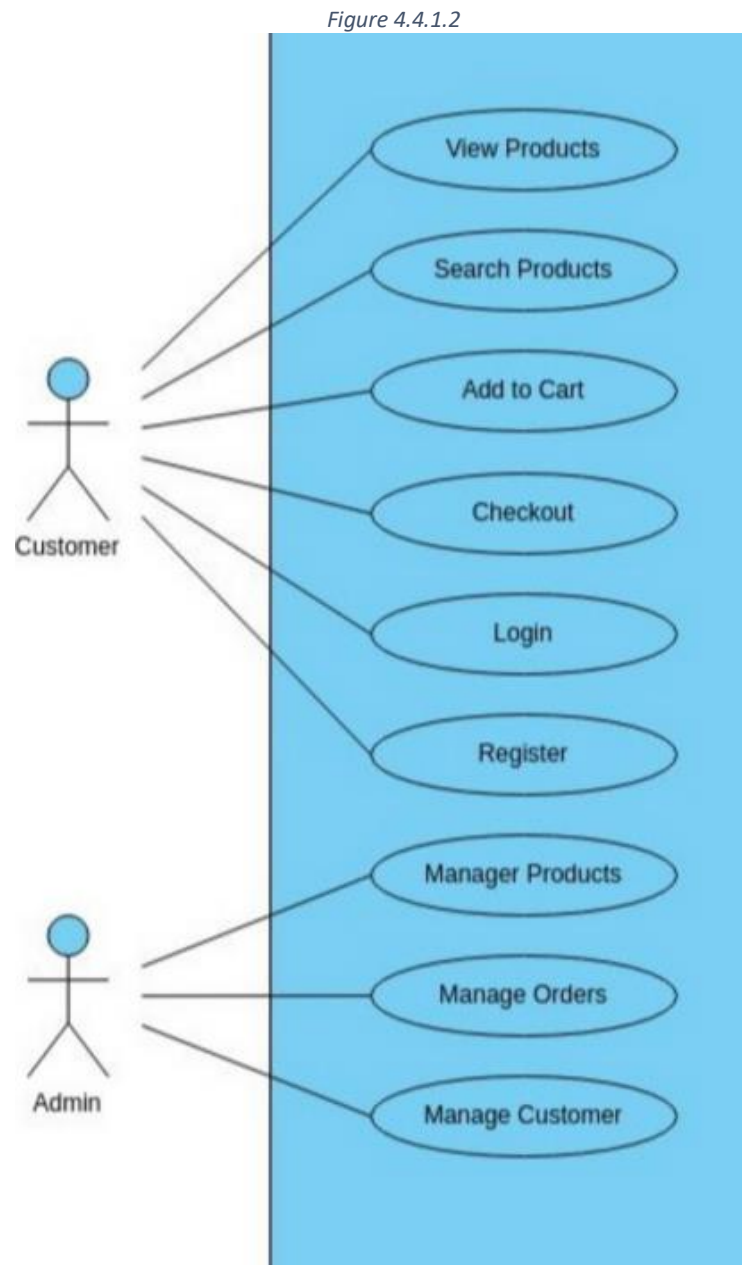 Figure 4.4.1.2
View Products
Search Products
Add to Cart
Checkout
Customer
Login
Register
Manager Products
Manage Orders
Admin
Manage Customer